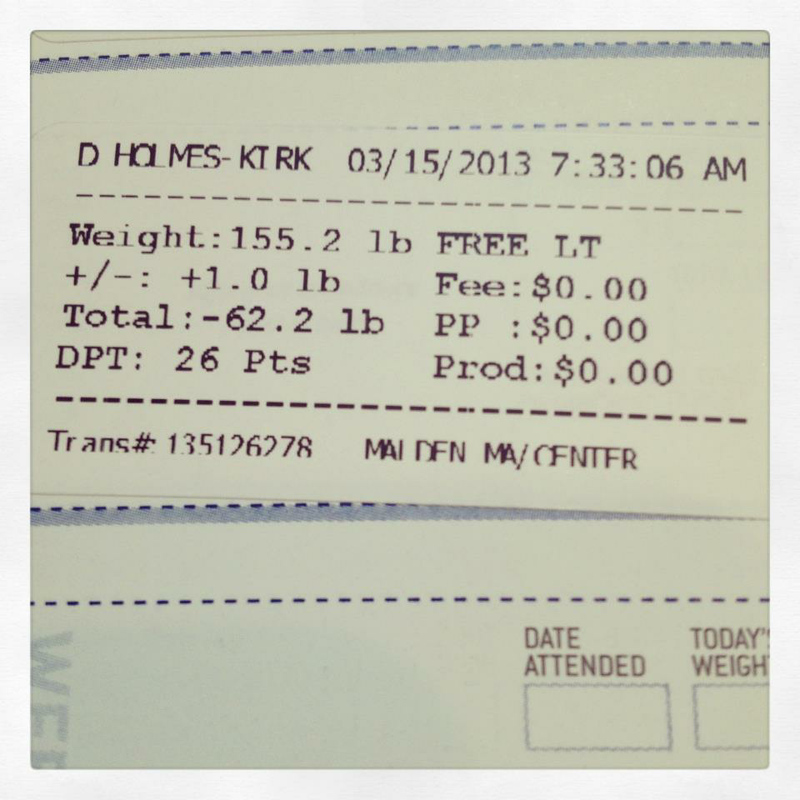 D HOLMES-KIRK 03/15/2013 7:33:06 AM
Weight:155.2 lb FREE LT
+/-: +1.0 lb Fee:$0.00
Total:-62.2 lb PP :$0.00
DPT: 26 Pts Prod:$0.00
Trans#: 135126278 MALDEN MA/CENTER
DATE ATTENDED
TODAY'S WEIGH